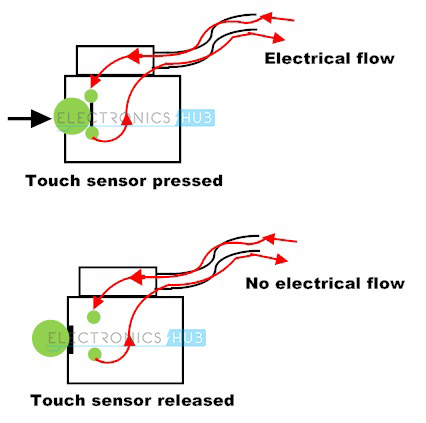 Electrical flow
ELECTRONICS HUB
Touch sensor pressed
No electrical flow
ELECTRONICS HUB
Touch sensor released